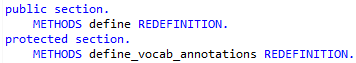 public section.
METHODS define REDEFINITION.
protected section.
METHODS define_vocab_annotations REDEFINITION.